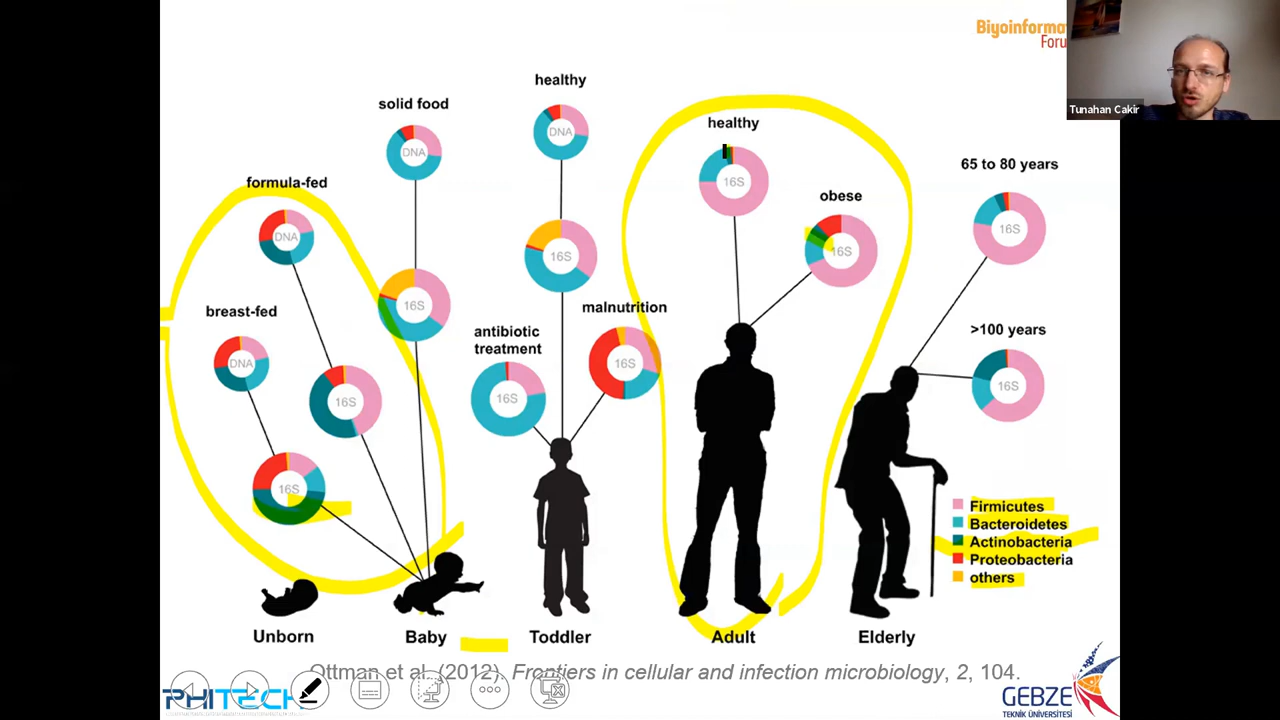 Biyoinforma
Foru
Tunahan Cakir
healthy
solid food
DNA
DNA
healthy
formula-fed
16S
65 to 80 years
obese
DNA
16S
16S
16S
breast-fed
16S
malnutrition
>100 years
antibiotic
treatment
DNA
16S
16S
16S
16S
16S
Firmicutes
Bacteroidetes
Actinobacteria
Proteobacteria
others
Unborn
Baby
Toddler
Adult
Elderly
Ottman et al. (2012). Frontiers in cellular and infection microbiology, 2, 104.
PHITECH
GEBZE
TEKNİK ÜNİVERSİTESİ